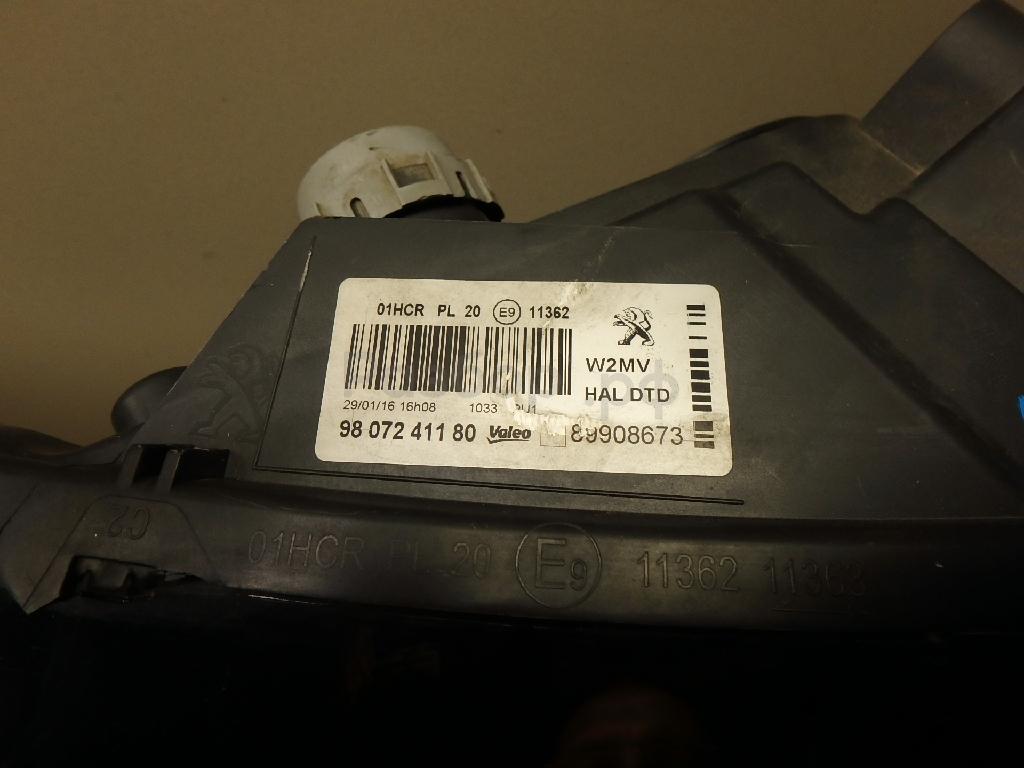 01HCR PL 20 E9 11362
W2MV
HAL DTD
29/01/16 16h08 1033
98 072 411 80 Valeo 89908673
01HCR PL 20 E9 11362 11363